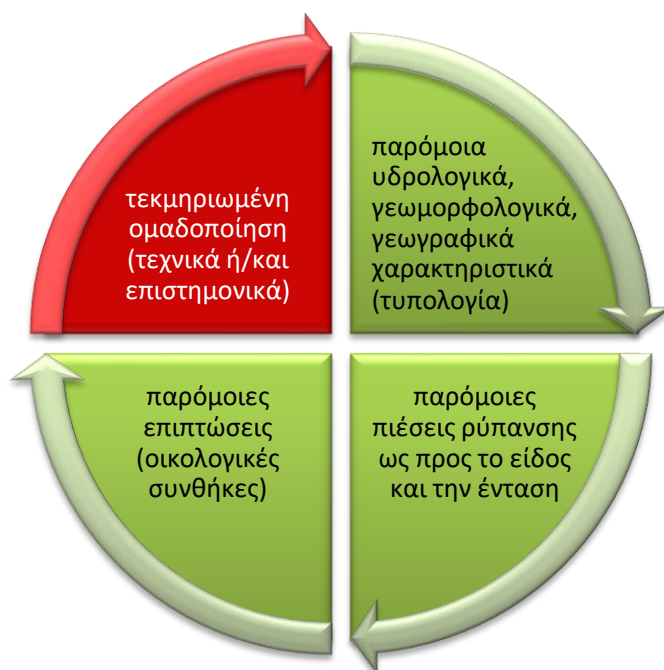 τεκμηριωμένη
ομαδοποίηση
(τεχνικά ή/και
επιστημονικά)
παρόμοια
υδρολογικά,
γεωμορφολογικά,
γεωγραφικά
χαρακτηριστικά
(τυπολογία)
παρόμοιες
επιπτώσεις
(οικολογικές
συνθήκες)
παρόμοιες
πιέσεις ρύπανσης
ως προς το είδος
και την ένταση